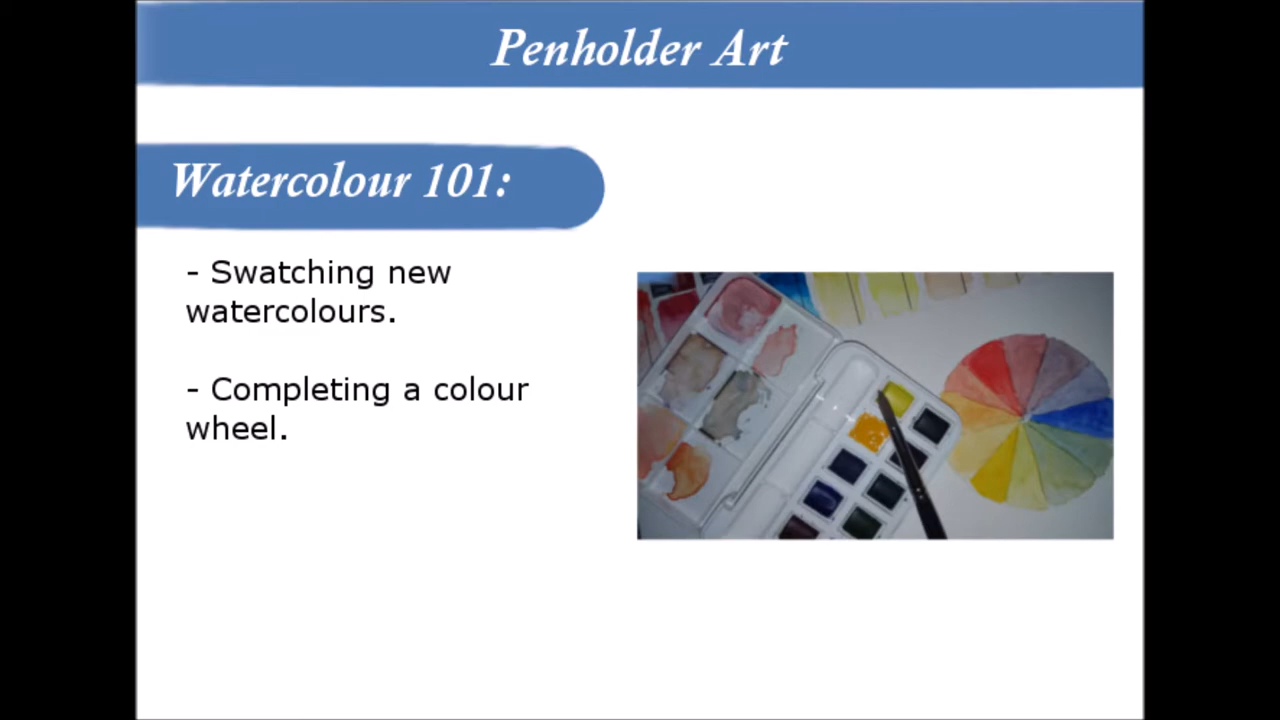 Penholder Art
Watercolour 101:
- Swatching new
watercolours.
- Completing a colour
wheel.